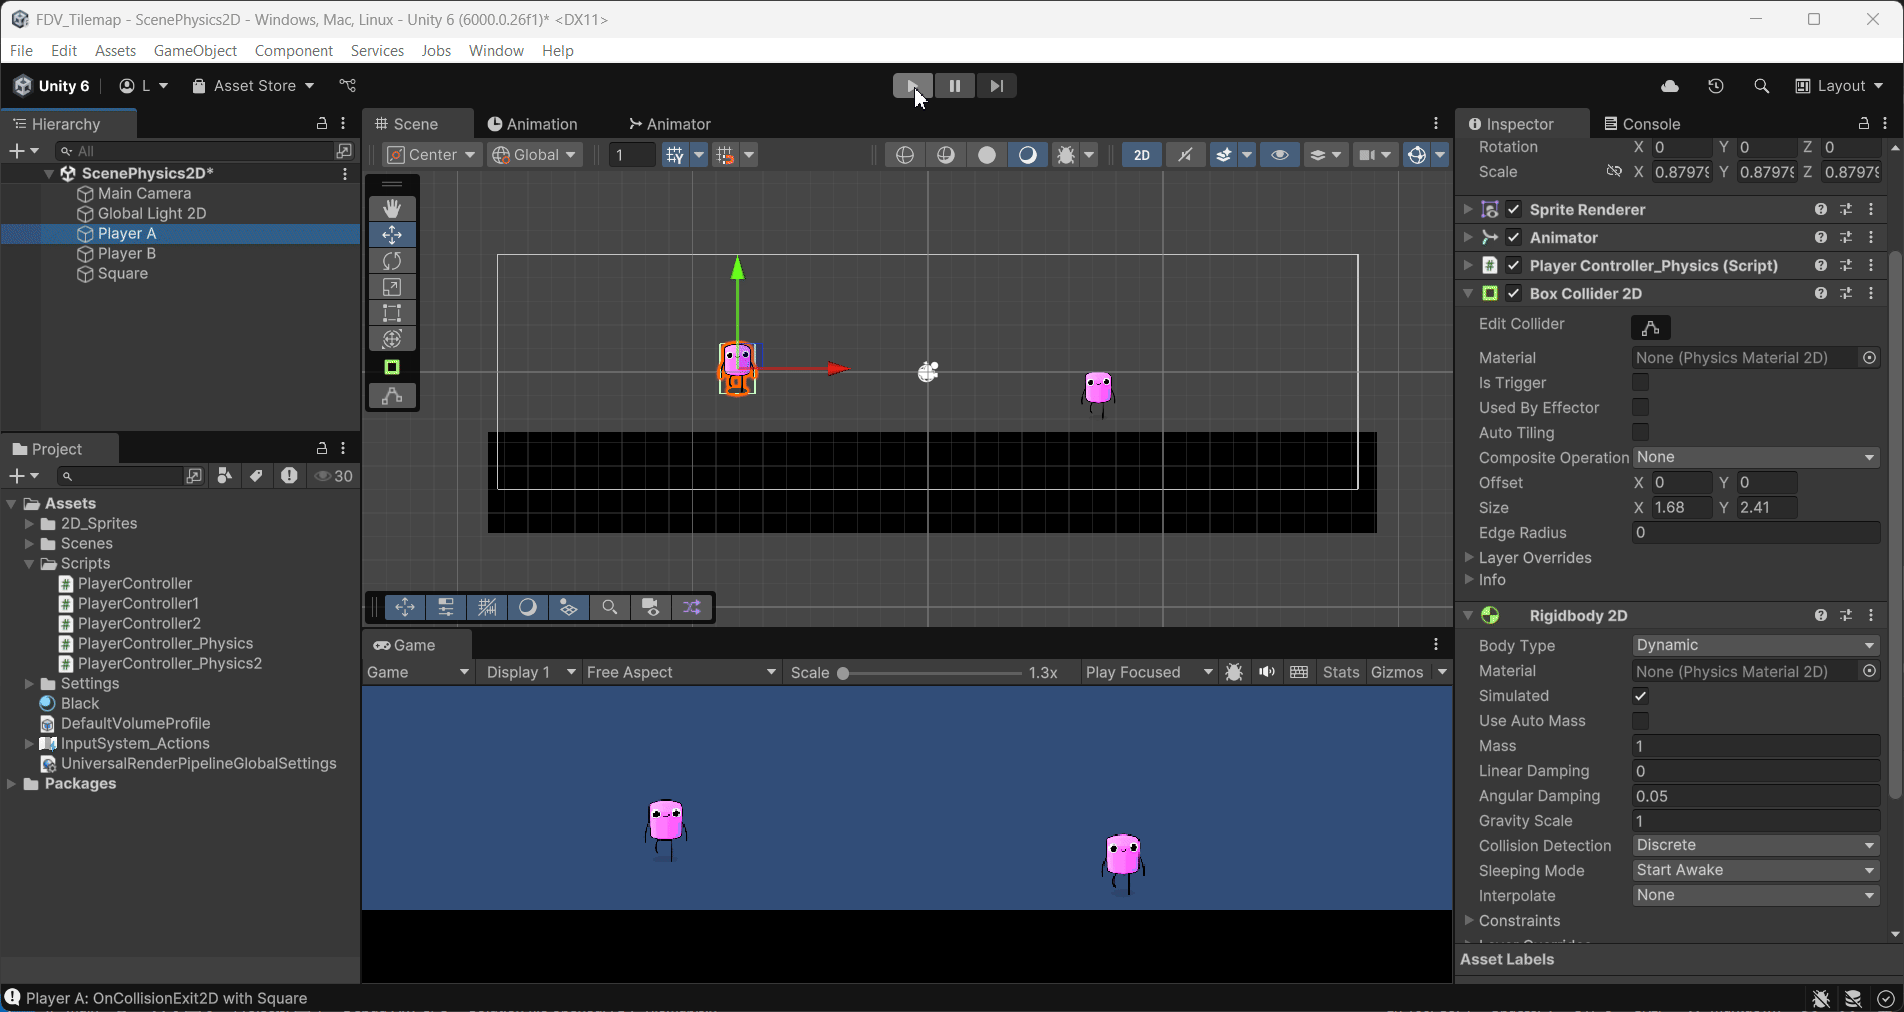 FDV_Tilemap - ScenePhysics2D - Windows, Mac, Linux - Unity 6 (6000.0.26f1)* <DX11>
File Edit Assets GameObject Component Services Jobs Window Help
Unity 6 L Asset Store Layout
Hierarchy
All
ScenePhysics2D*
Main Camera
Global Light 2D
Player A
Player B
Square
Project
30
Assets
2D_Sprites
Scenes
Scripts
PlayerController
PlayerController1
PlayerController2
PlayerController_Physics
PlayerController_Physics2
Settings
Black
DefaultVolumeProfile
InputSystem_Actions
UniversalRenderPipelineGlobalSettings
Packages
Scene Animation Animator
Center Global 1 2D
Game
Game Display 1 Free Aspect Scale 1.3x Play Focused Stats Gizmos
Inspector Console
Rotation X 0 Y 0 Z 0
Scale X 0.8797 Y 0.8797 Z 0.8797
Sprite Renderer
Animator
Player Controller_Physics (Script)
Box Collider 2D
Edit Collider
Material None (Physics Material 2D)
Is Trigger
Used By Effector
Auto Tiling
Composite Operation None
Offset X 0 Y 0
Size X 1.68 Y 2.41
Edge Radius 0
Layer Overrides
Info
Rigidbody 2D
Body Type Dynamic
Material None (Physics Material 2D)
Simulated
Use Auto Mass
Mass 1
Linear Damping 0
Angular Damping 0.05
Gravity Scale 1
Collision Detection Discrete
Sleeping Mode Start Awake
Interpolate None
Constraints
Asset Labels
Player A: OnCollisionExit2D with Square